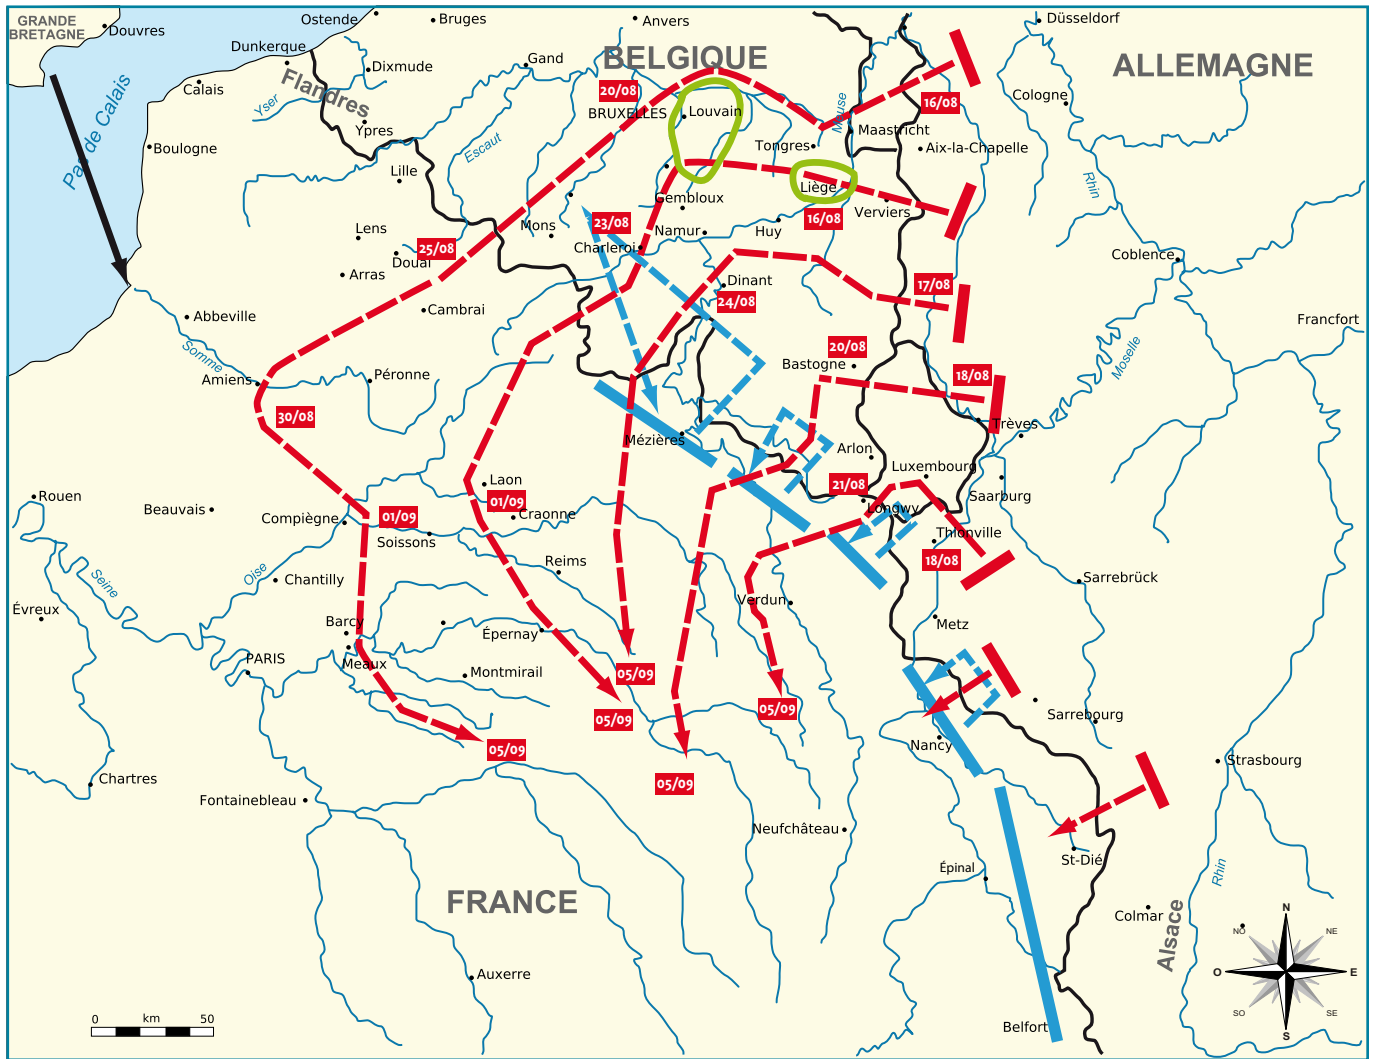 GRANDE
BRETAGNE
Douvres
Ostende
Bruges
Anvers
Düsseldorf
Dunkerque
Dixmude
Gand
BELGIQUE
ALLEMAGNE
Pas de Calais
Calais
Flandres
Yser
20/08
BRUXELLES
Louvain
Meuse
16/08
Cologne
Ypres
Boulogne
Escaut
Tongres
Maastricht
Aix-la-Chapelle
Lille
Liège
Rhin
Gembloux
16/08
Verviers
Lens
Mons
23/08
Namur
Huy
25/08
Douai
Charleroi
Coblence
Arras
Dinant
17/08
24/08
Abbeville
Cambrai
Francfort
Somme
20/08
Moselle
Bastogne
Amiens
Péronne
18/08
30/08
Trèves
Mézières
Arlon
Luxembourg
Laon
21/08
Saarburg
Rouen
Beauvais
01/09
Longwy
Compiègne
01/09
Craonne
Soissons
Thionville
Reims
18/08
Seine
Oise
Chantilly
Sarrebrück
Évreux
Verdun
Barcy
Épernay
Metz
PARIS
Meaux
Montmirail
05/09
05/09
05/09
Sarrebourg
Nancy
05/09
Strasbourg
Chartres
05/09
Fontainebleau
Neufchâteau
St-Dié
Épinal
Rhin
FRANCE
Colmar
Alsace
N
NO
NE
Auxerre
O
E
SO
SE
S
0
km
50
Belfort